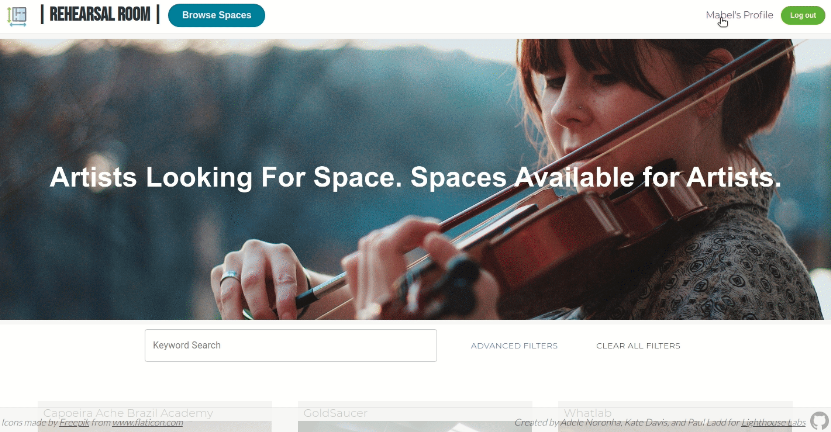 | REHEARSAL ROOM |
Browse Spaces
Mabel's Profile
Log out
Artists Looking For Space. Spaces Available for Artists.
Keyword Search
ADVANCED FILTERS
CLEAR ALL FILTERS
Capoeira Ache Brazil Academy
GoldSaucer
Whatlab
Icons made by Freepik from www.flaticon.com
Created by Adele Noronha, Kate Davis, and Paul Ladd for Lighthouse Labs